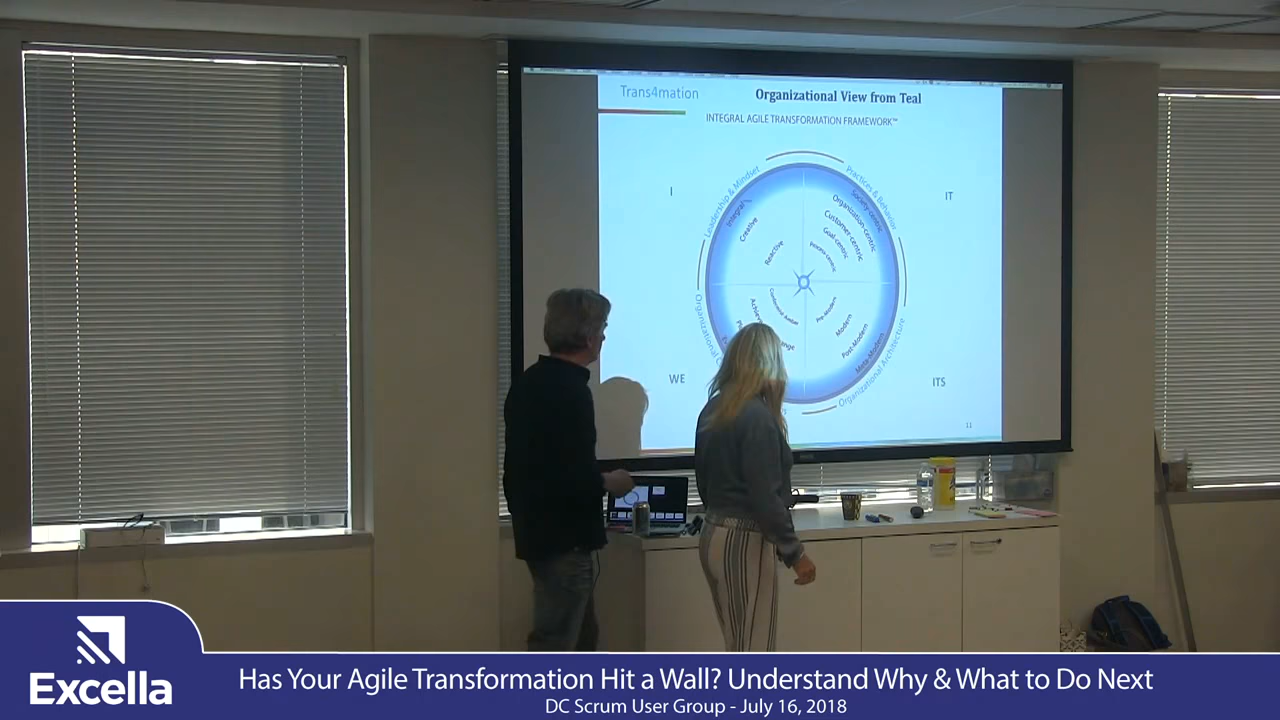 Trans4mation
Organizational View from Teal
INTEGRAL AGILE TRANSFORMATION FRAMEWORK™
I
IT
Leadership & Mindset
Practices & Behavior
Integral
Creative
Reactive
Society-centric
Organization-centric
Customer-centric
Goal-centric
Process-centric
Pre-Modern
Modern
Post-Modern
Meta-Modern
Organizational
Organizational Architecture
WE
ITS
11
Excella
Has Your Agile Transformation Hit a Wall? Understand Why & What to Do Next
DC Scrum User Group - July 16, 2018